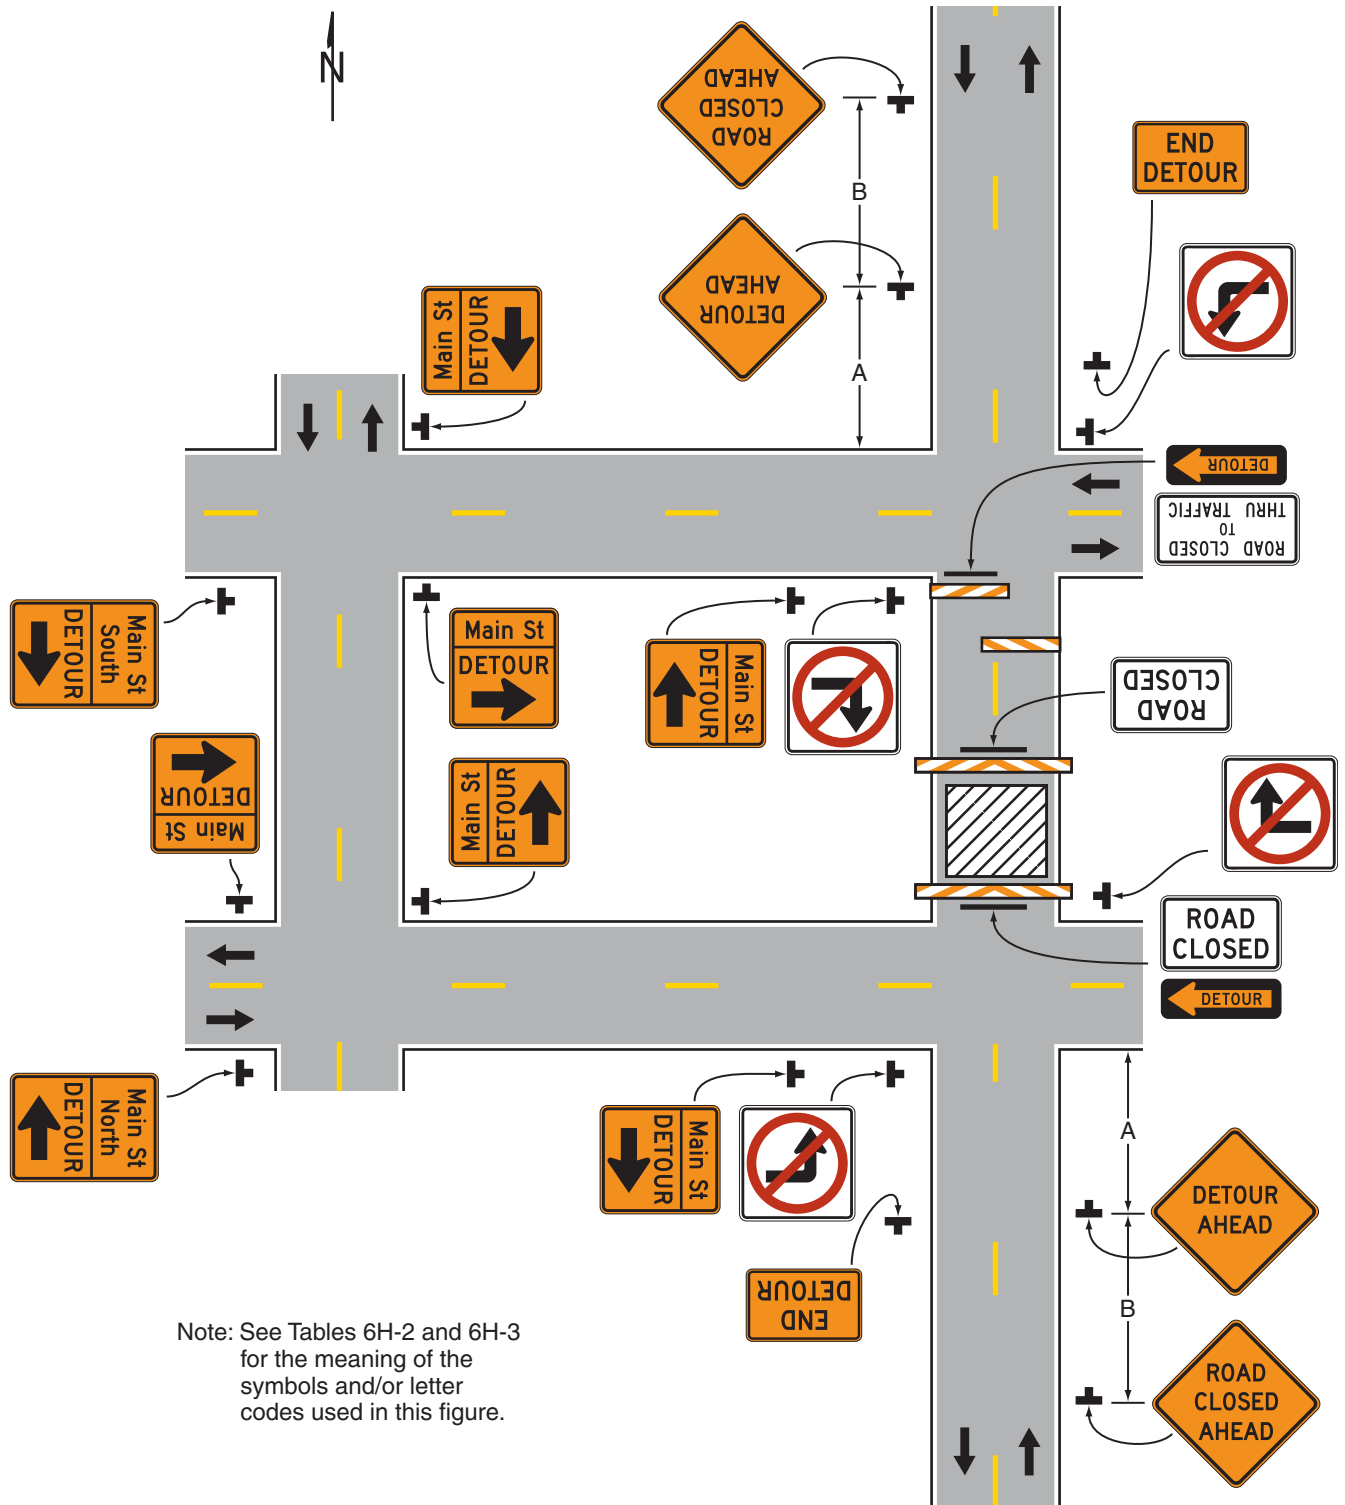 N
ROAD
CLOSED
AHEAD
B
DETOUR
AHEAD
A
END
DETOUR
Main St
DETOUR
DETOUR
ROAD CLOSED
TO
THRU TRAFFIC
Main St
South
DETOUR
Main St
DETOUR
Main St
DETOUR
ROAD
CLOSED
Main St
DETOUR
Main St
DETOUR
ROAD
CLOSED
DETOUR
Main St
North
DETOUR
Main St
DETOUR
A
DETOUR
AHEAD
END
DETOUR
B
ROAD
CLOSED
AHEAD
Note: See Tables 6H-2 and 6H-3
for the meaning of the
symbols and/or letter
codes used in this figure.